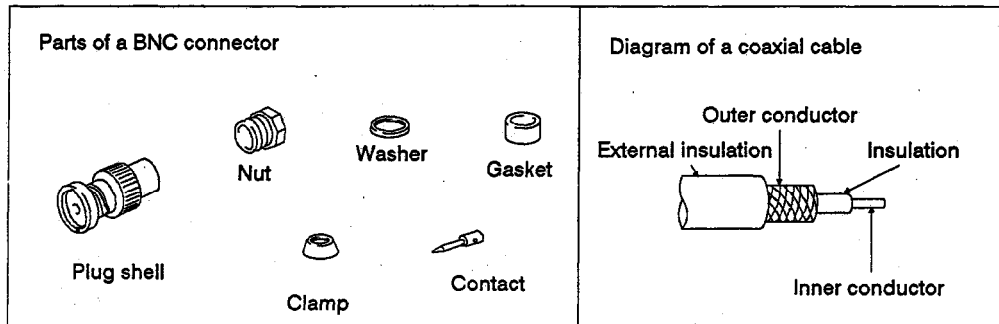 Parts of a BNC connector
Nut
Washer
Gasket
Plug shell
Clamp
Contact
Diagram of a coaxial cable
Outer conductor
External insulation
Insulation
Inner conductor